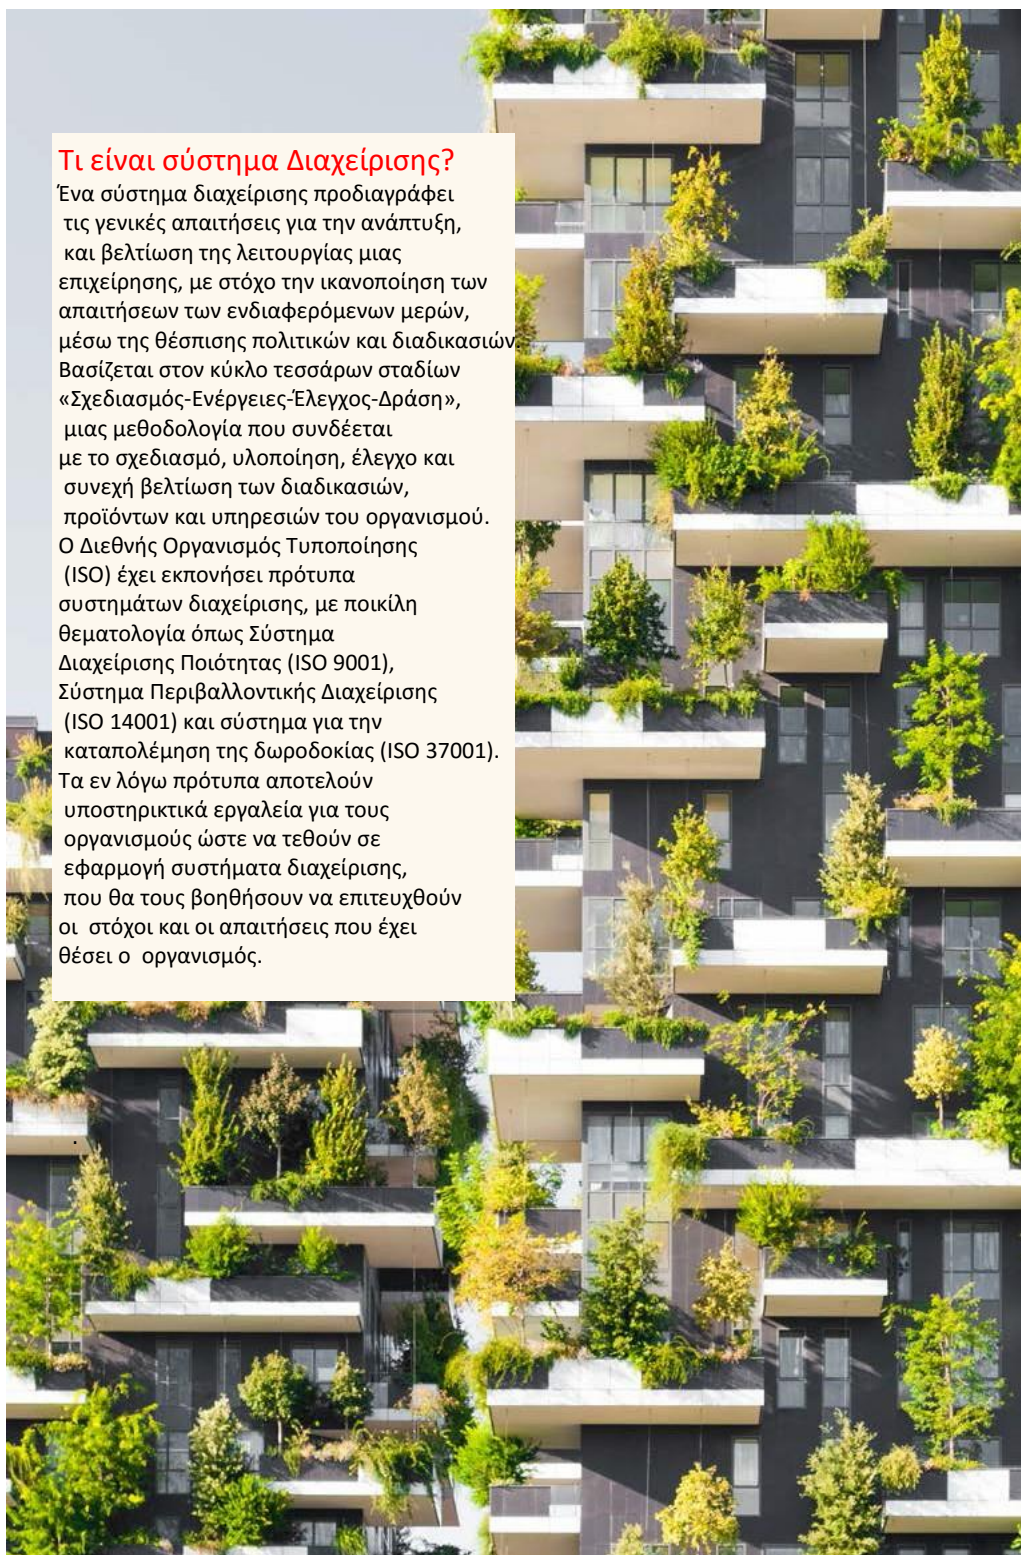 Τι είναι σύστημα Διαχείρισης?
Ένα σύστημα διαχείρισης προδιαγράφει
τις γενικές απαιτήσεις για την ανάπτυξη,
και βελτίωση της λειτουργίας μιας
επιχείρησης, με στόχο την ικανοποίηση των
απαιτήσεων των ενδιαφερόμενων μερών,
μέσω της θέσπισης πολιτικών και διαδικασιών
Βασίζεται στον κύκλο τεσσάρων σταδίων
«Σχεδιασμός-Ενέργειες-Έλεγχος-Δράση»,
μιας μεθοδολογία που συνδέεται
με το σχεδιασμό, υλοποίηση, έλεγχο και
συνεχή βελτίωση των διαδικασιών,
προϊόντων και υπηρεσιών του οργανισμού.
Ο Διεθνής Οργανισμός Τυποποίησης
(ISO) έχει εκπονήσει πρότυπα
συστημάτων διαχείρισης, με ποικίλη
θεματολογία όπως Σύστημα
Διαχείρισης Ποιότητας (ISO 9001),
Σύστημα Περιβαλλοντικής Διαχείρισης
(ISO 14001) και σύστημα για την
καταπολέμηση της δωροδοκίας (ISO 37001).
Τα εν λόγω πρότυπα αποτελούν
υποστηρικτικά εργαλεία για τους
οργανισμούς ώστε να τεθούν σε
εφαρμογή συστήματα διαχείρισης,
που θα τους βοηθήσουν να επιτευχθούν
οι στόχοι και οι απαιτήσεις που έχει
θέσει ο οργανισμός.
.